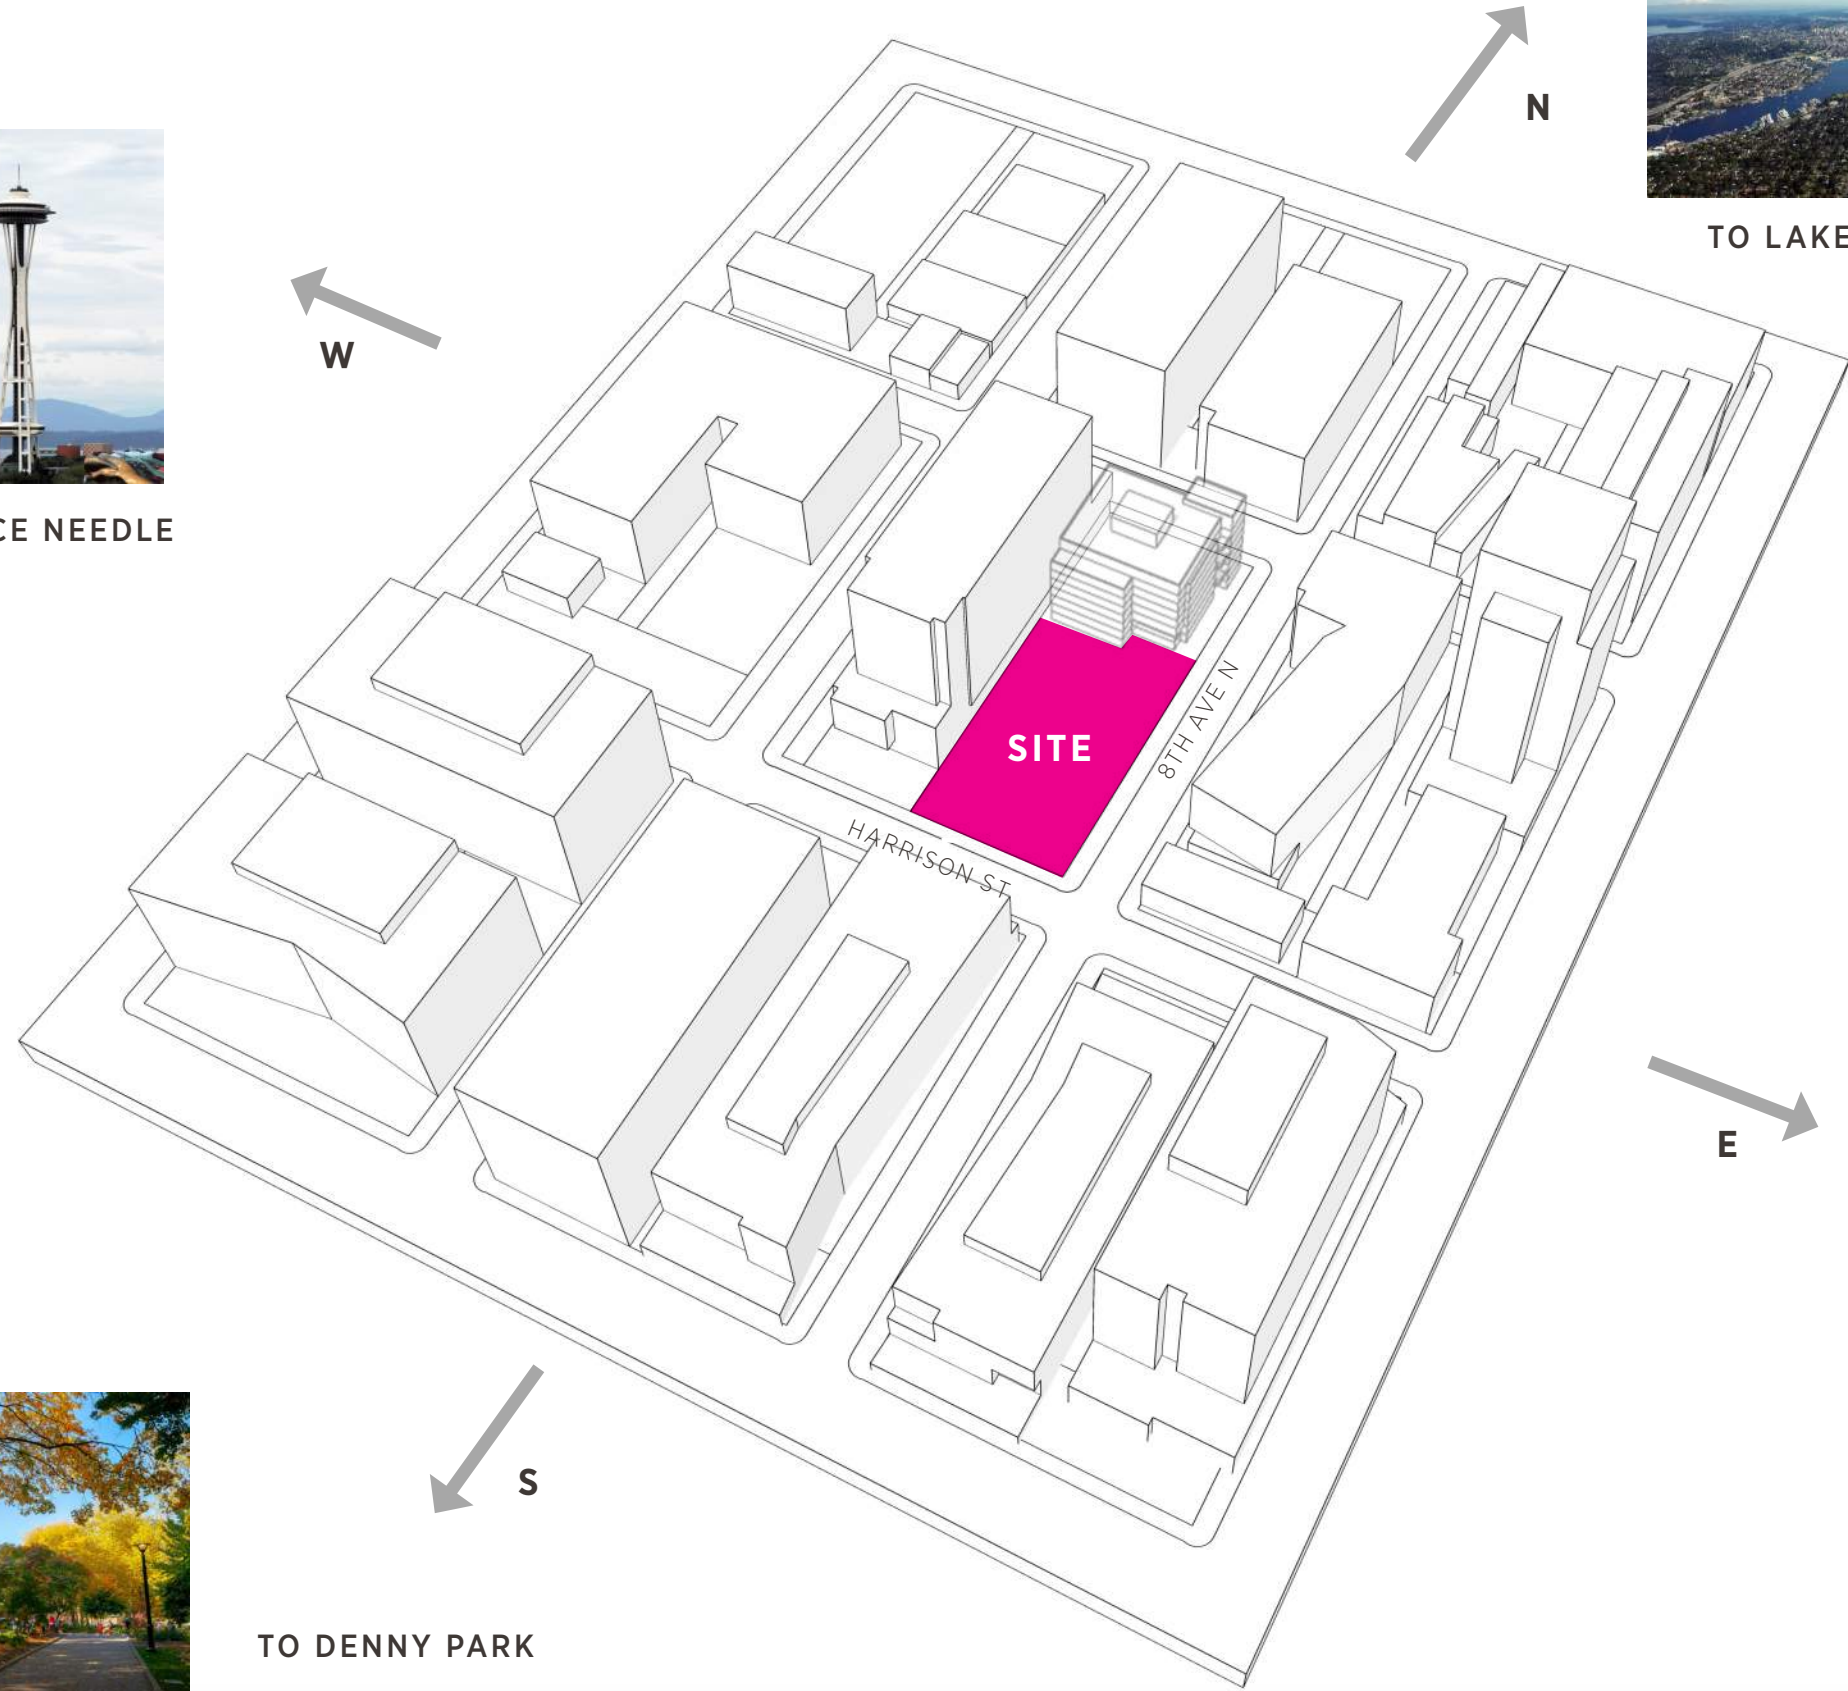 N
TO LAKE
W
CE NEEDLE
SITE
8TH AVE N
HARRISON ST
E
S
TO DENNY PARK